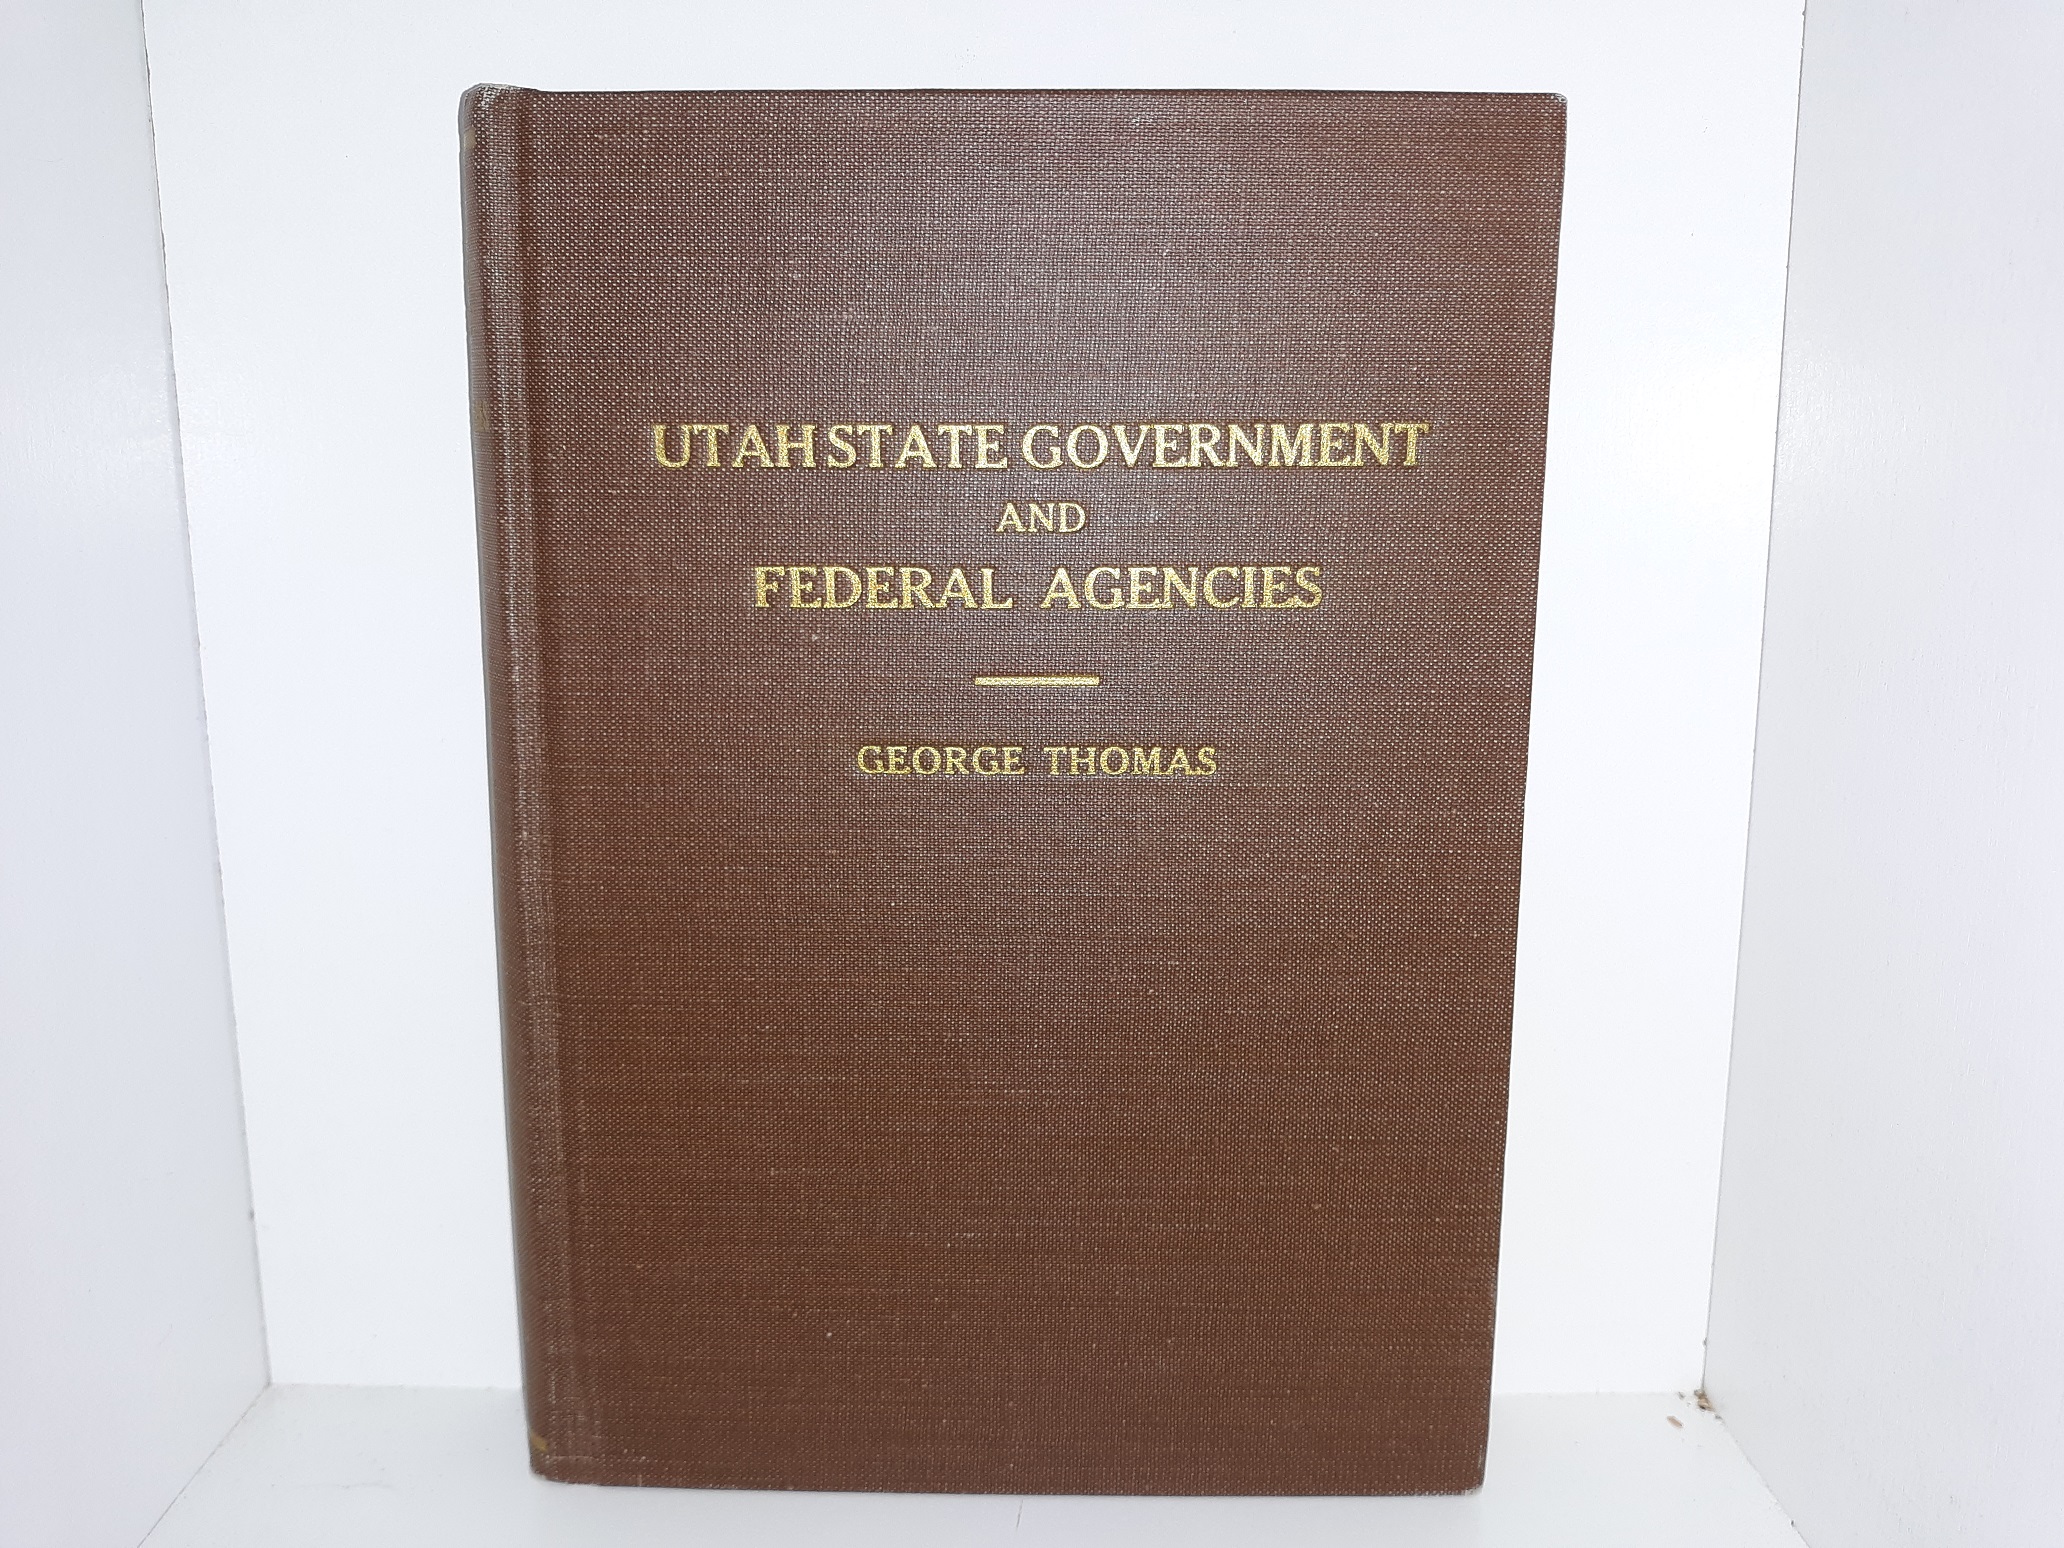 UTAH STATE GOVERNMENT
AND
FEDERAL AGENCIES
GEORGE THOMAS